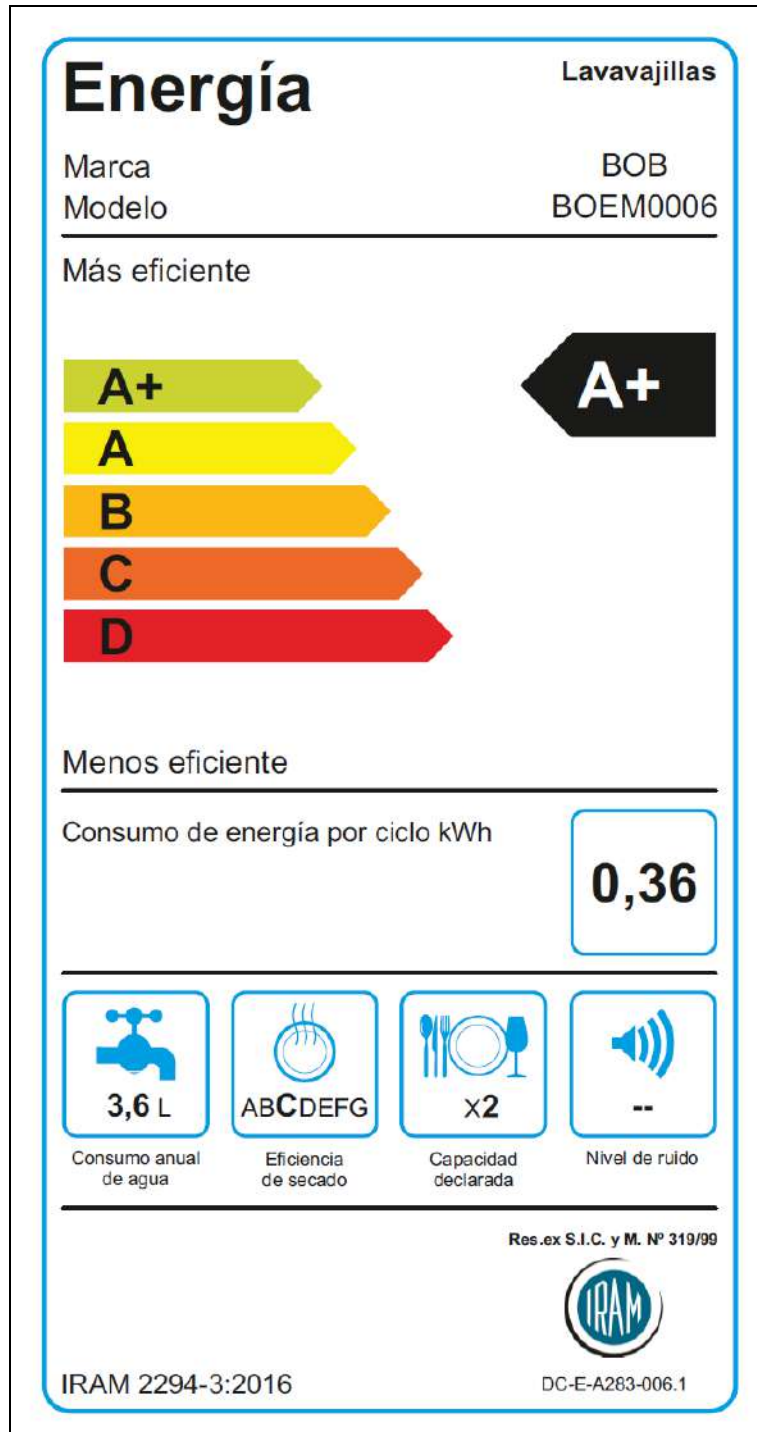 Energía
Lavavajillas
Marca
BOB
Modelo
BOEM0006
Más eficiente
A+
A+
A
B
C
D
Menos eficiente
Consumo de energía por ciclo kWh
0,36
3,6 L
ABCDEFG
X2
--
Consumo anual
de agua
Eficiencia
de secado
Capacidad
declarada
Nivel de ruido
Res.ex S.I.C. y M. Nº 319/99
IRAM
IRAM 2294-3:2016
DC-E-A283-006.1